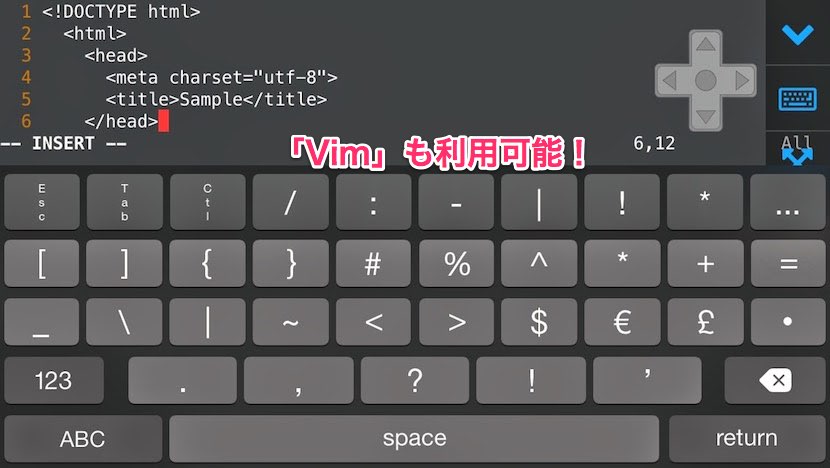 1 <!DOCTYPE html>
2   <html>
3     <head>
4       <meta charset="utf-8">
5       <title>Sample</title>
6     </head>
-- INSERT --
6,12
All
「Vim」も利用可能！
Esc Tab Ctl / : - | ! * ...
[ ] { } # % ^ * + =
_ \ | ~ < > $ € £ •
123 . , ? ! ’
ABC space return